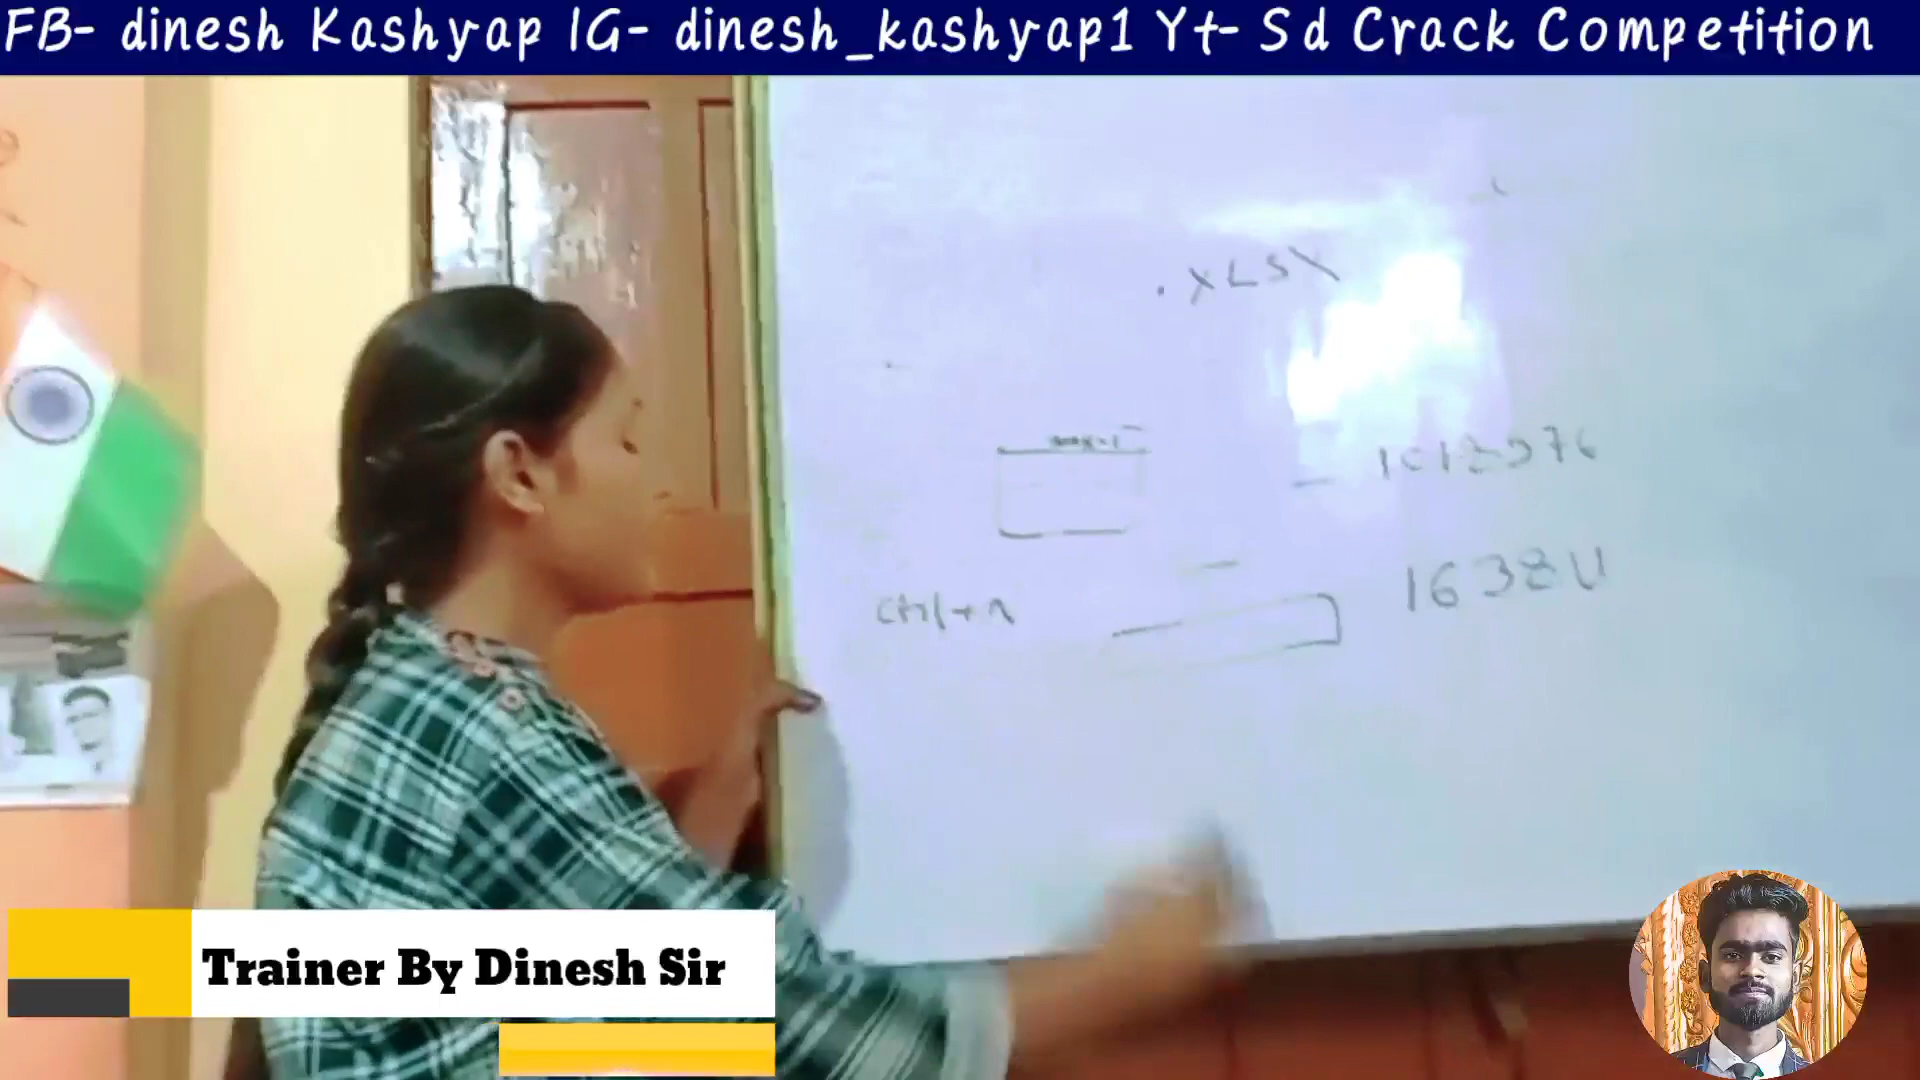 FB- dinesh Kashyap IG- dinesh_kashyap1 Yt- Sd Crack Competition
.XLSX
16384
Trainer By Dinesh Sir